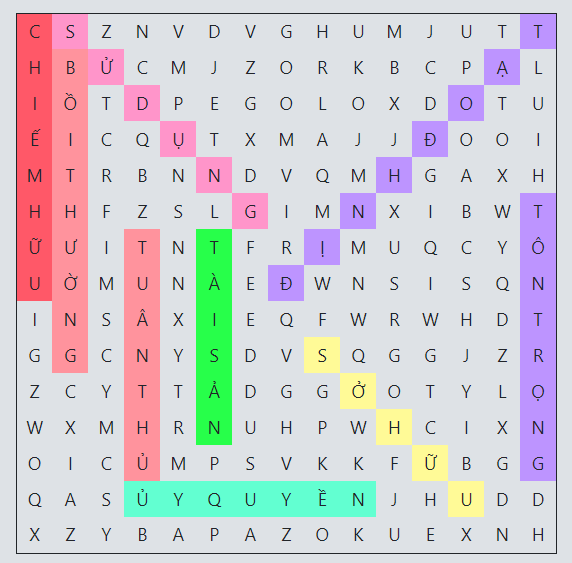 C S Z N V D V G H U M J U T T
H B Ử C M J Z O R K B C P Ạ L
I Ồ T D P E G O L O X D O T U
Ế I C Q Ụ T X M A J J Đ O O I
M T R B N N D V Q M H G A X H
H H F Z S L G I M N X I B W T
Ữ Ư I T N T F R Ị M U Q C Y Ô
U Ờ M U N À E Đ W N S I S Q N
I N S Â X I E Q F W R W H D T
G G C N Y S D V S Q G G J Z R
Z C Y T T Ả D G G Ở O T Y L Ọ
W X M H R N U H P W H C I X N
O I C Ủ M P S V K K F Ữ B G G
Q A S Ủ Y Q U Y Ề N J H U D D
X Z Y B A P A Z O K U E X N H